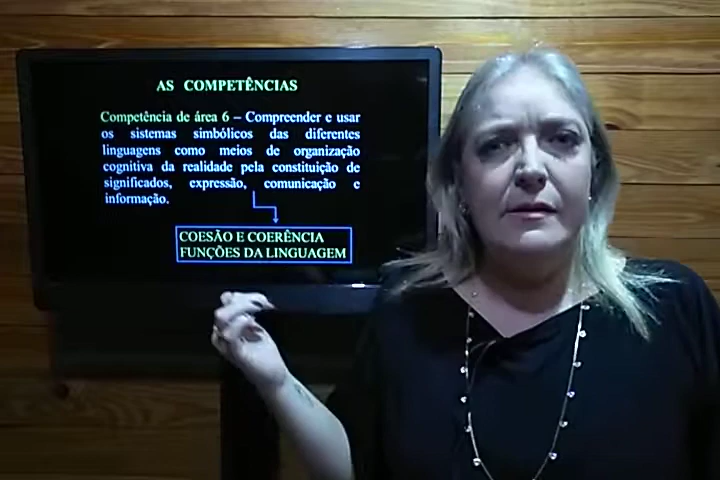 AS COMPETÊNCIAS
Competência de área 6 – Compreender e usar
os sistemas simbólicos das diferentes
linguagens como meios de organização
cognitiva da realidade pela constituição de
significados, expressão, comunicação e
informação.
COESÃO E COERÊNCIA
FUNÇÕES DA LINGUAGEM